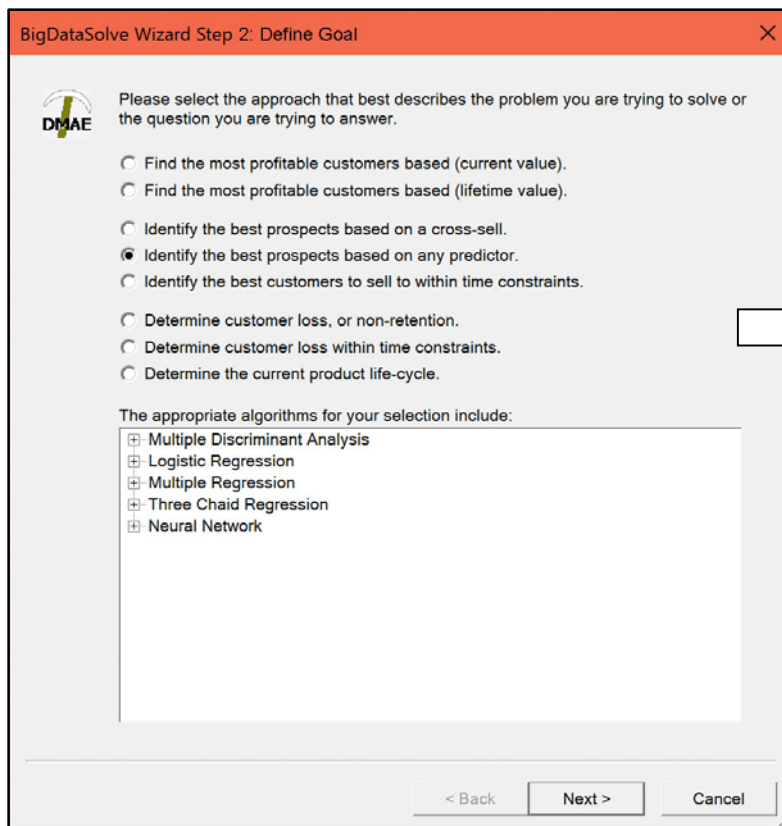 BigDataSolve Wizard Step 2: Define Goal
DMAE
Please select the approach that best describes the problem you are trying to solve or
the question you are trying to answer.
Find the most profitable customers based (current value).
Find the most profitable customers based (lifetime value).
Identify the best prospects based on a cross-sell.
Identify the best prospects based on any predictor.
Identify the best customers to sell to within time constraints.
Determine customer loss, or non-retention.
Determine customer loss within time constraints.
Determine the current product life-cycle.
The appropriate algorithms for your selection include:
Multiple Discriminant Analysis
Logistic Regression
Multiple Regression
Three Chaid Regression
Neural Network
< Back Next > Cancel